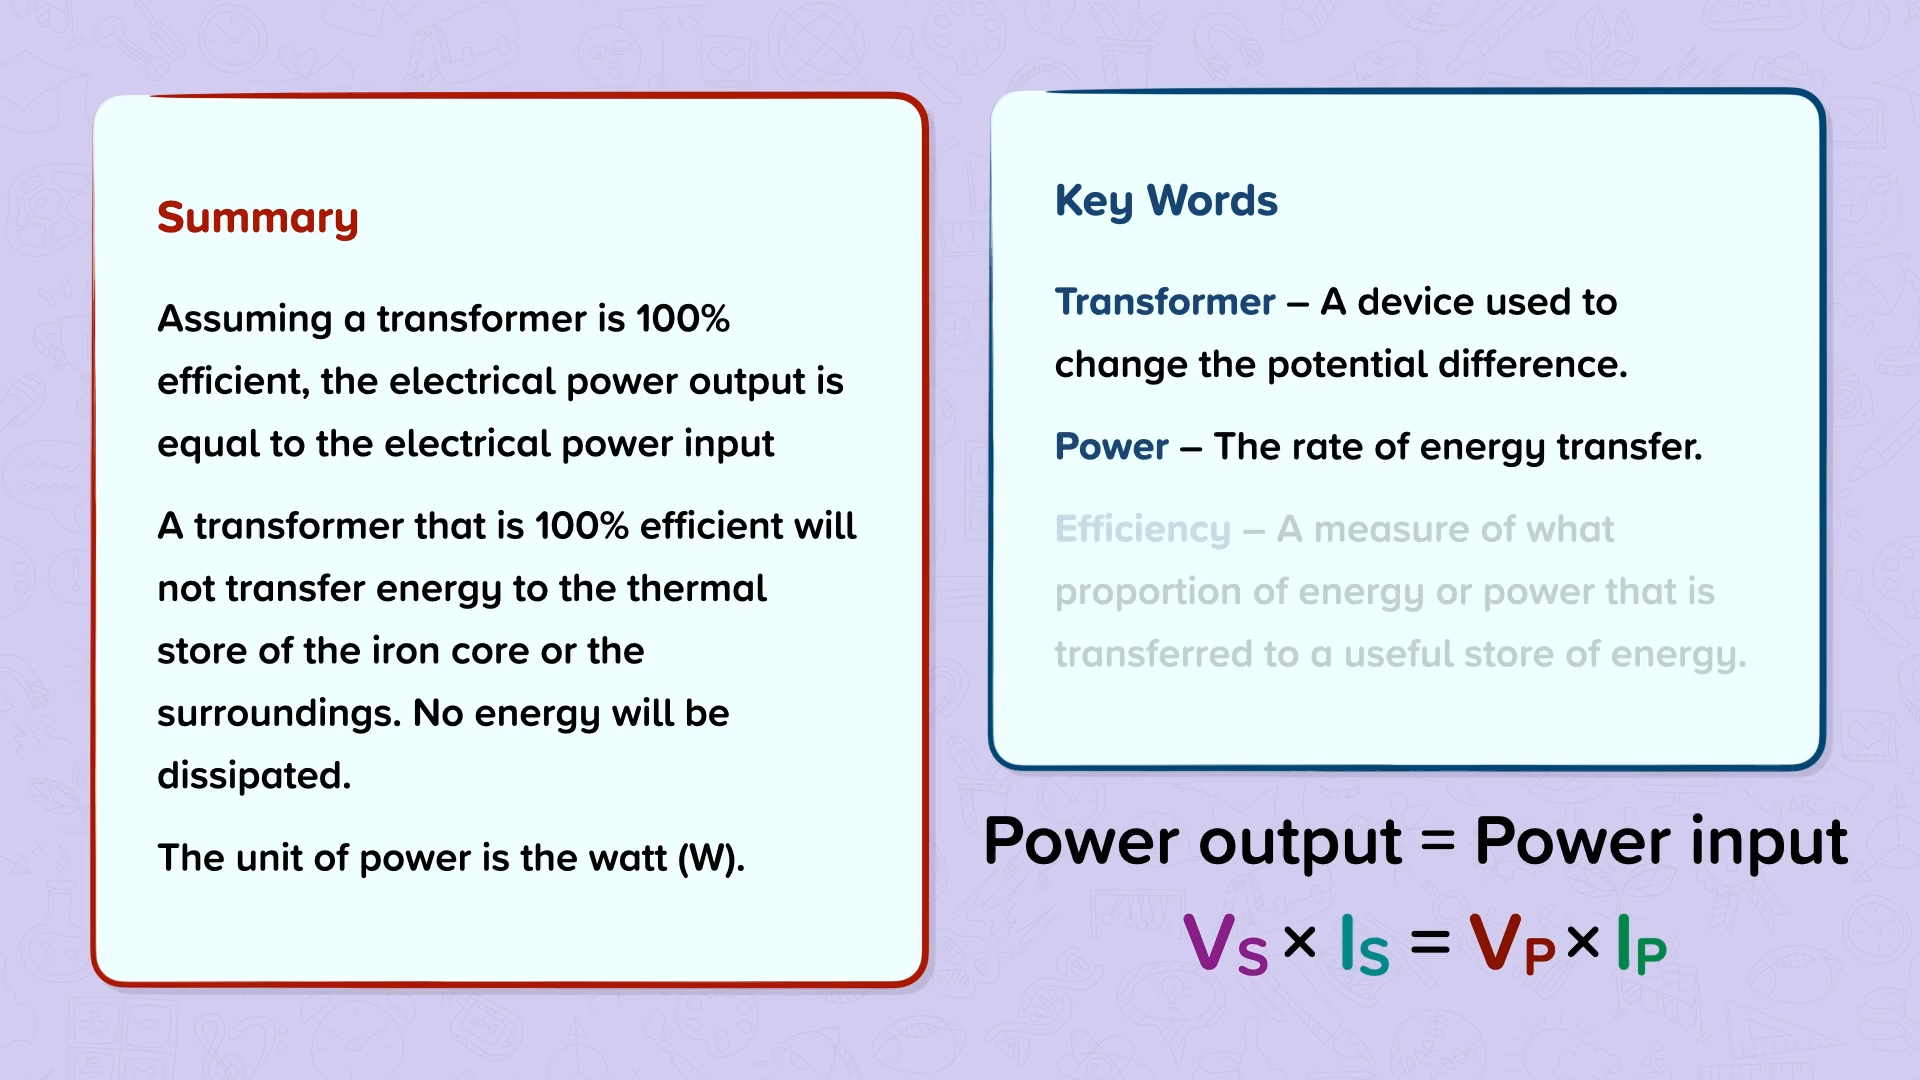 Summary
Assuming a transformer is 100%
efficient, the electrical power output is
equal to the electrical power input
A transformer that is 100% efficient will
not transfer energy to the thermal
store of the iron core or the
surroundings. No energy will be
dissipated.
The unit of power is the watt (W).
Key Words
Transformer – A device used to
change the potential difference.
Power – The rate of energy transfer.
Efficiency – A measure of what
proportion of energy or power that is
transferred to a useful store of energy.
Power output = Power input
VS × IS = VP × IP